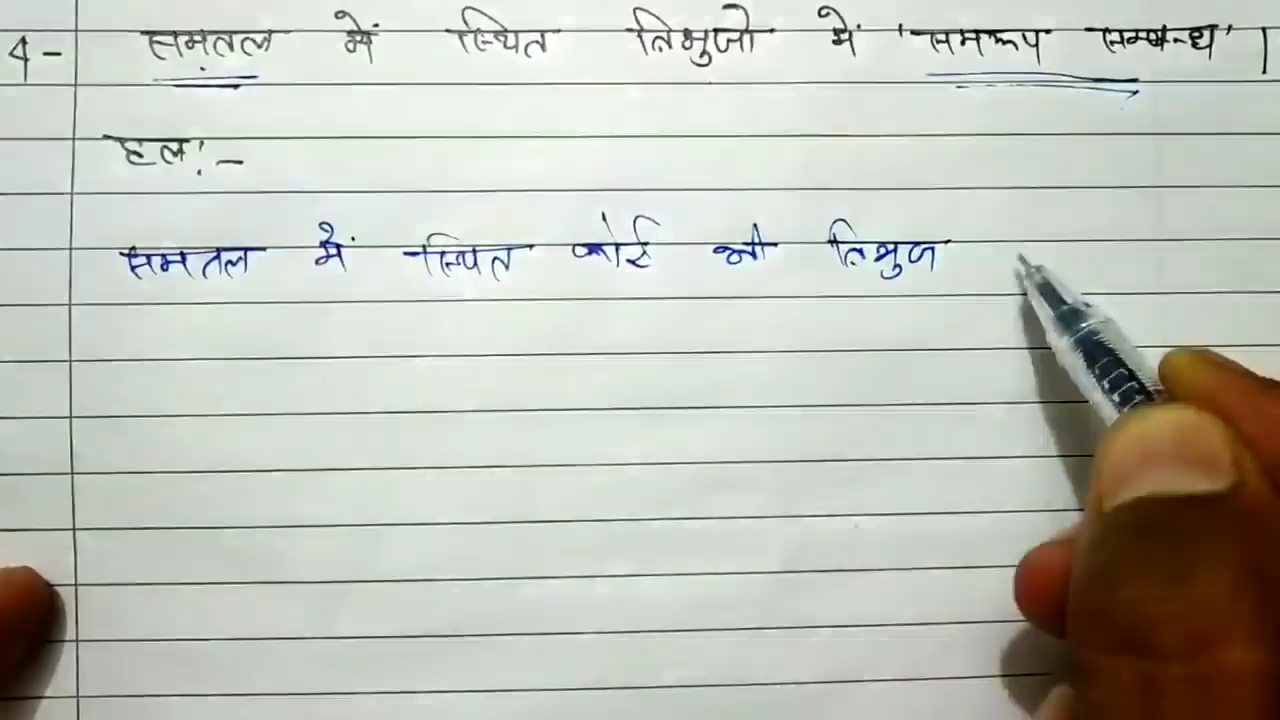 4- समतल में स्थित त्रिभुजो में 'समरूप सम्बन्ध' ।
हल:-
समतल में स्थित कोई भी त्रिभुज